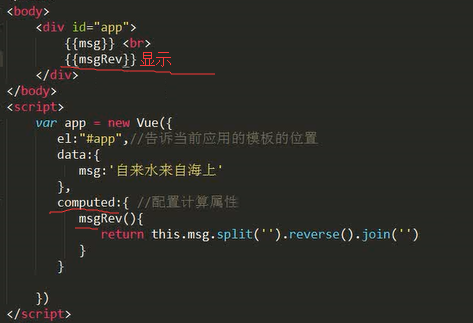 <body>
<div id="app">
{{msg}} <br>
{{msgRev}} 显示
</div>
</body>
<script>
var app = new Vue({
el:"#app",//告诉当前应用的模板的位置
data:{
msg:'自来水来自海上'
},
computed:{ //配置计算属性
msgRev(){
return this.msg.split('').reverse().join('')
}
}
})
</script>